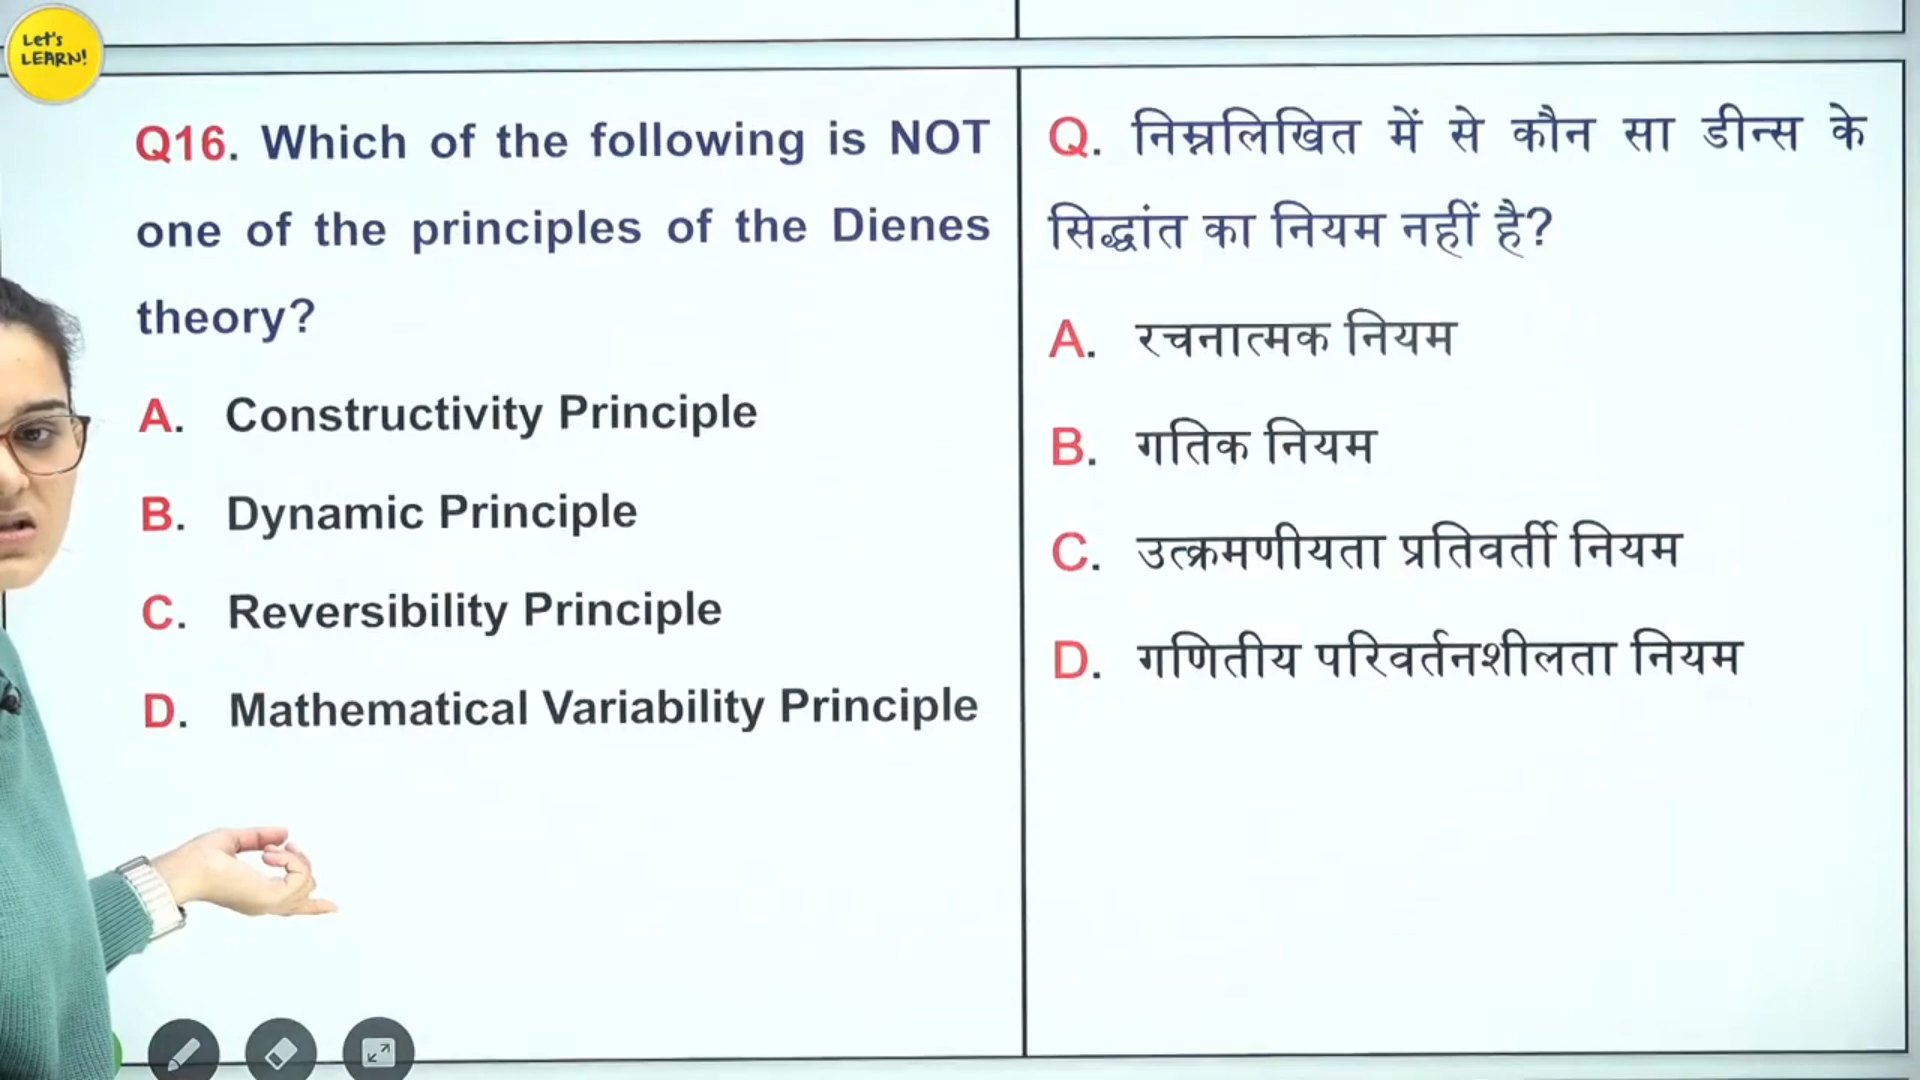 Let's
LEARN!
Q16. Which of the following is NOT
one of the principles of the Dienes
theory?
A. Constructivity Principle
B. Dynamic Principle
C. Reversibility Principle
D. Mathematical Variability Principle
Q. निम्नलिखित में से कौन सा डीन्स के
सिद्धांत का नियम नहीं है?
A. रचनात्मक नियम
B. गतिक नियम
C. उत्क्रमणीयता प्रतिवर्ती नियम
D. गणितीय परिवर्तनशीलता नियम